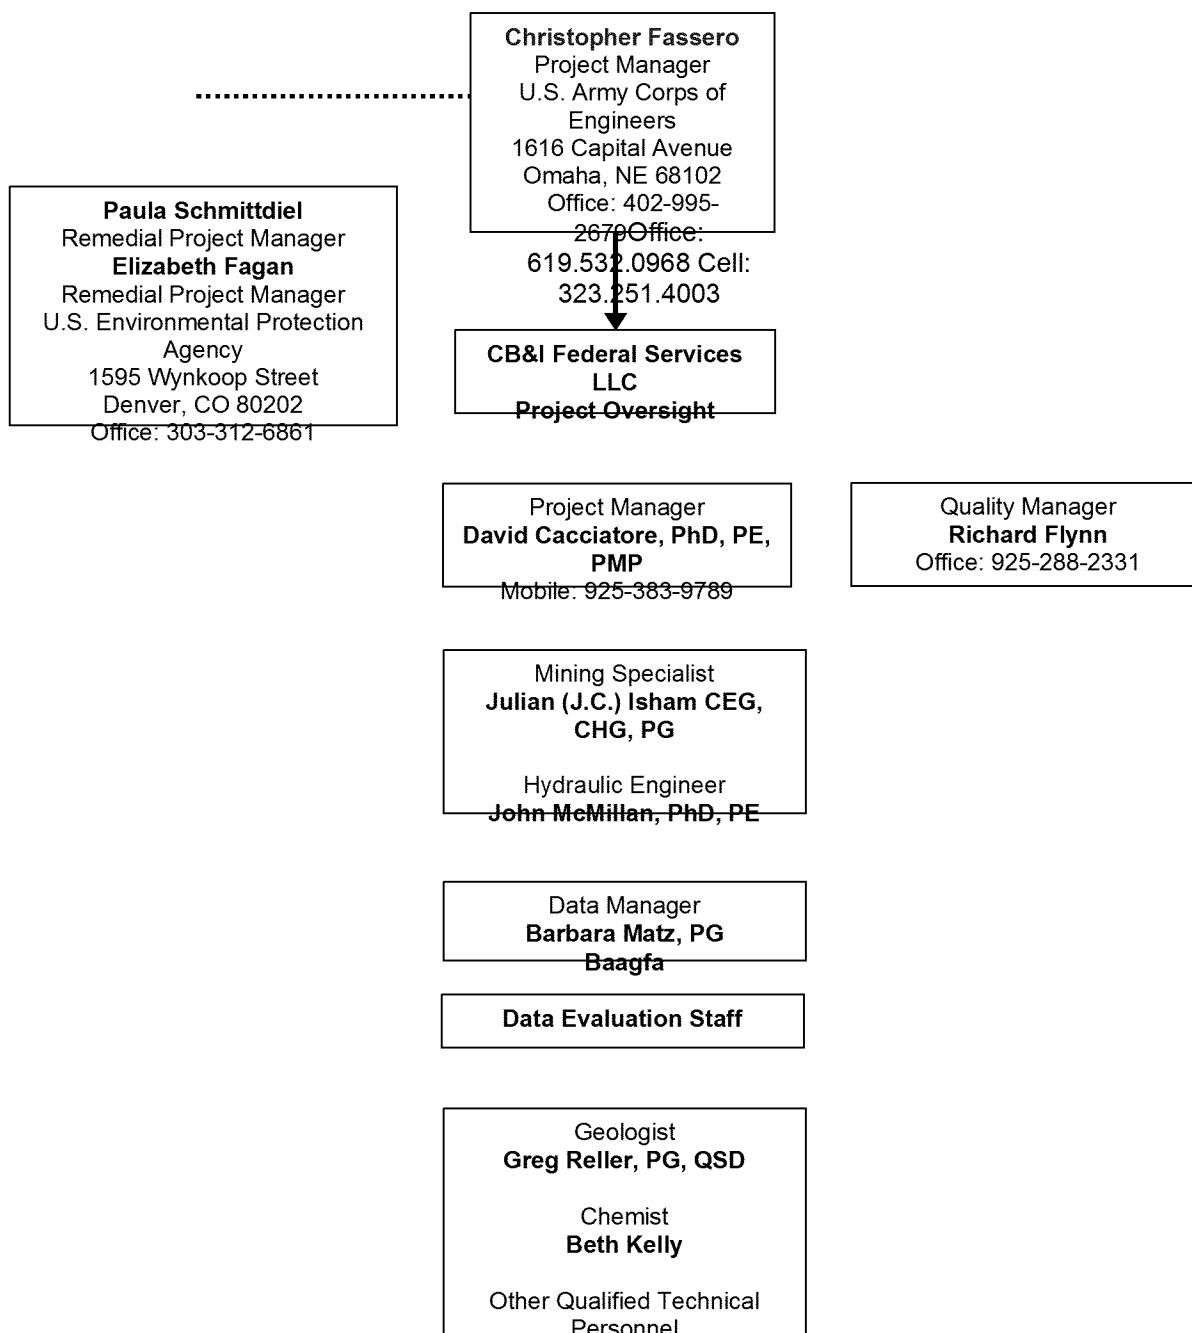 Christopher Fassero
Project Manager
U.S. Army Corps of
Engineers
1616 Capital Avenue
Omaha, NE 68102
Office: 402-995-
2679Office:
619.532.0968 Cell:
323.251.4003
Paula Schmittdiel
Remedial Project Manager
Elizabeth Fagan
Remedial Project Manager
U.S. Environmental Protection
Agency
1595 Wynkoop Street
Denver, CO 80202
Office: 303-312-6861
CB&I Federal Services
LLC
Project Oversight
Project Manager
David Cacciatore, PhD, PE,
PMP
Mobile: 925-383-9789
Quality Manager
Richard Flynn
Office: 925-288-2331
Mining Specialist
Julian (J.C.) Isham CEG,
CHG, PG
Hydraulic Engineer
John McMillan, PhD, PE
Data Manager
Barbara Matz, PG
Baagfa
Data Evaluation Staff
Geologist
Greg Reller, PG, QSD
Chemist
Beth Kelly
Other Qualified Technical
Personnel